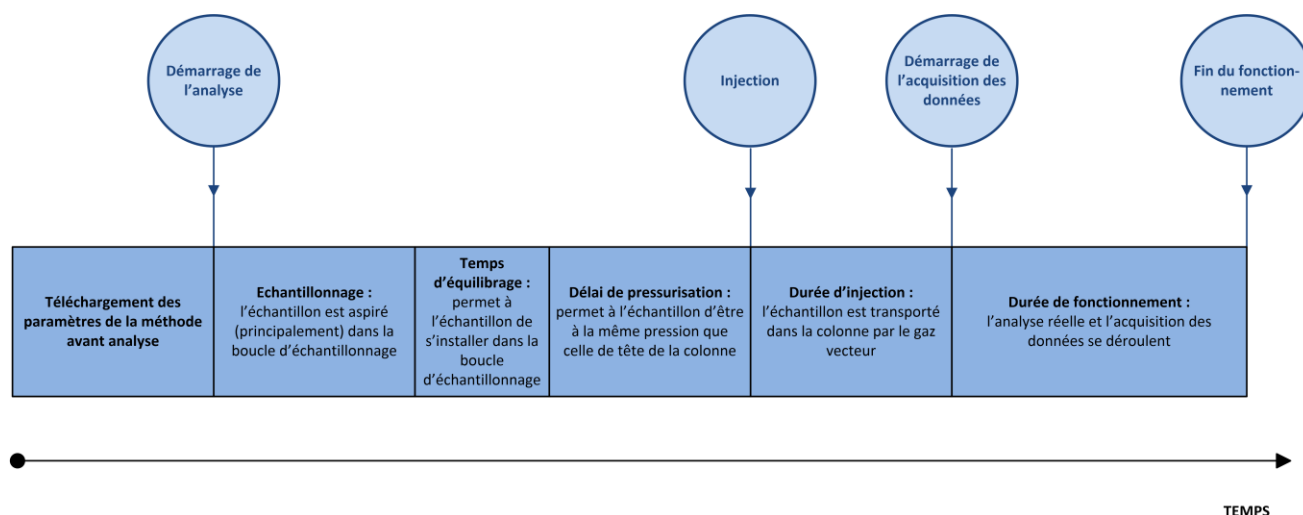 Démarrage de
l’analyse
Injection
Démarrage de
l’acquisition des
données
Fin du fonction-
nement
Téléchargement des
paramètres de la méthode
avant analyse
Echantillonnage :
l’échantillon est aspiré
(principalement) dans la
boucle d’échantillonnage
Temps
d’équilibrage :
permet à
l’échantillon de
s’installer dans la
boucle
d’échantillonnage
Délai de pressurisation :
permet à l’échantillon d’être
à la même pression que
celle de tête de la colonne
Durée d’injection :
l’échantillon est transporté
dans la colonne par le gaz
vecteur
Durée de fonctionnement :
l’analyse réelle et l’acquisition des
données se déroulent
TEMPS